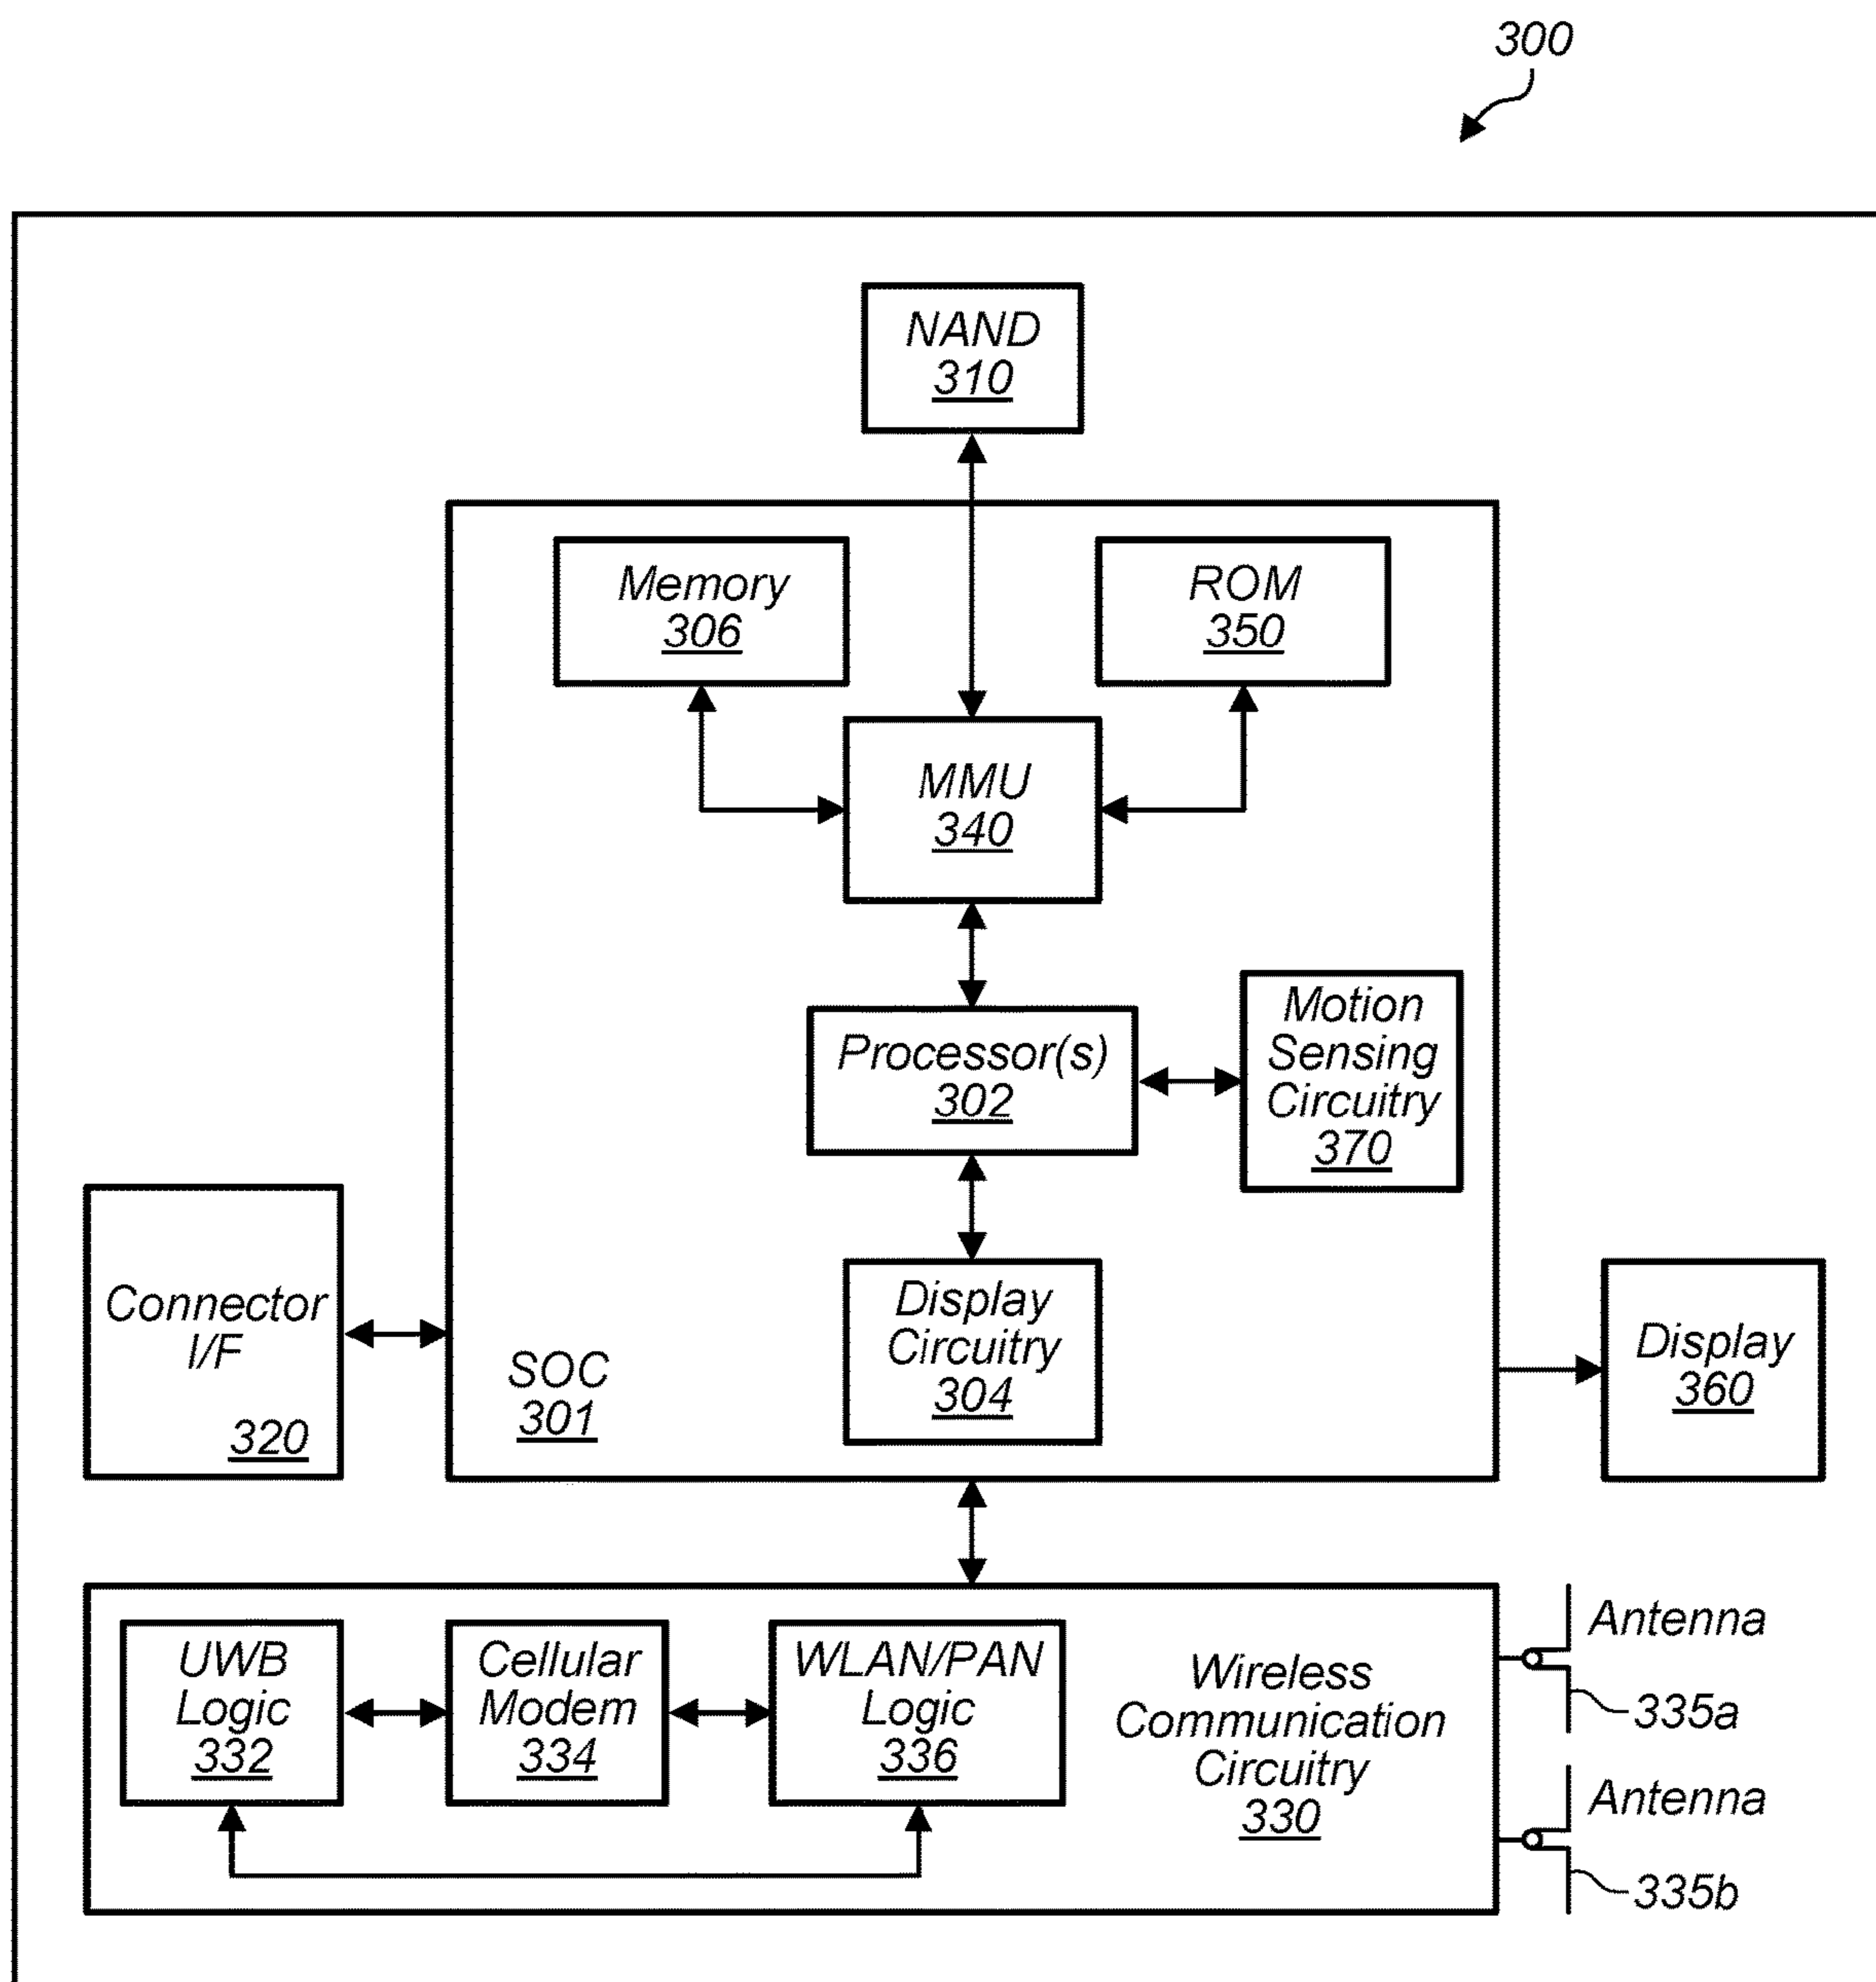 300
NAND
310
Memory
306
ROM
350
MMU
340
Processor(s)
302
Motion
Sensing
Circuitry
370
Connector
I/F
320
SOC
301
Display
Circuitry
304
Display
360
UWB
Logic
332
Cellular
Modem
334
WLAN/PAN
Logic
336
Wireless
Communication
Circuitry
330
Antenna
335a
Antenna
335b